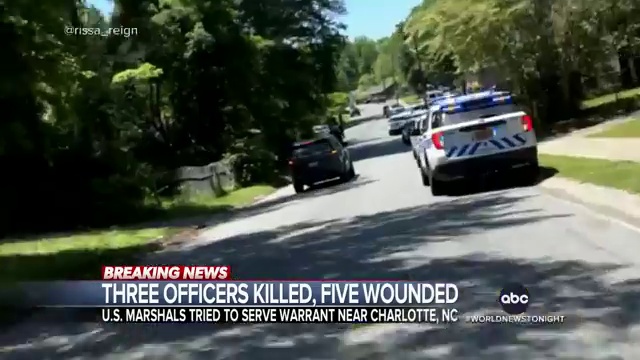 @rissa_reign
BREAKING NEWS
THREE OFFICERS KILLED, FIVE WOUNDED
abc
U.S. MARSHALS TRIED TO SERVE WARRANT NEAR CHARLOTTE, NC
#WORLDNEWSTONIGHT